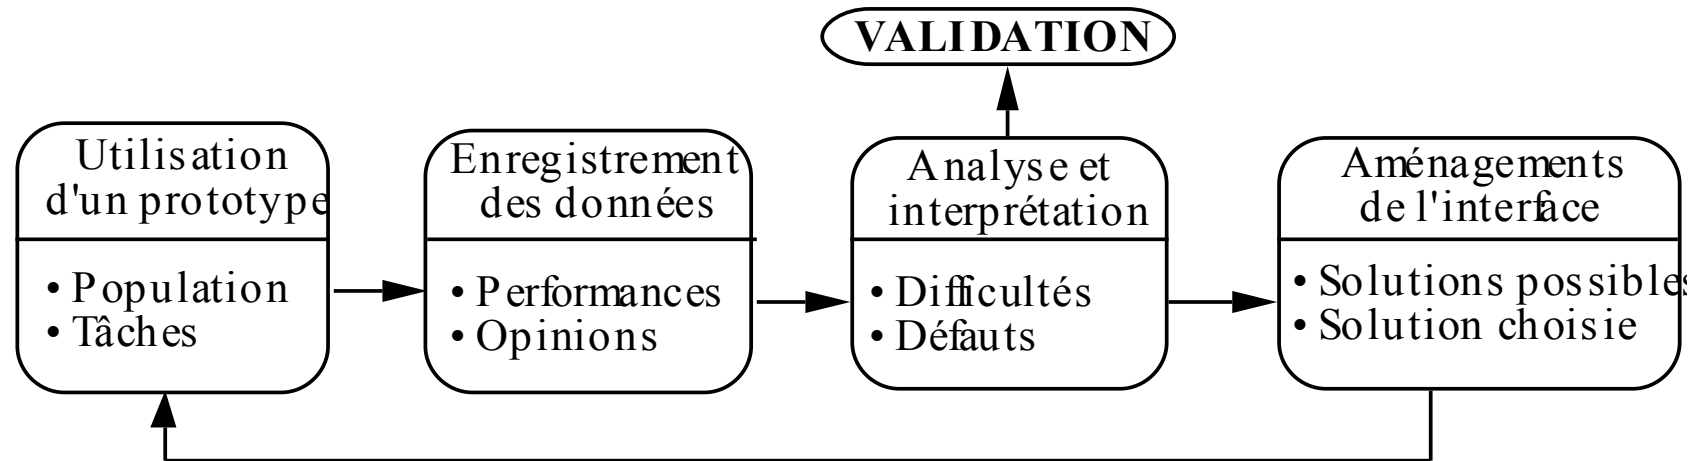 VALIDATION
Utilisation
d'un prototype
• Population
• Tâches
Enregistrement
des données
• Performances
• Opinions
Analyse et
interprétation
• Difficultés
• Défauts
Aménagements
de l'interface
• Solutions possibles
• Solution choisie